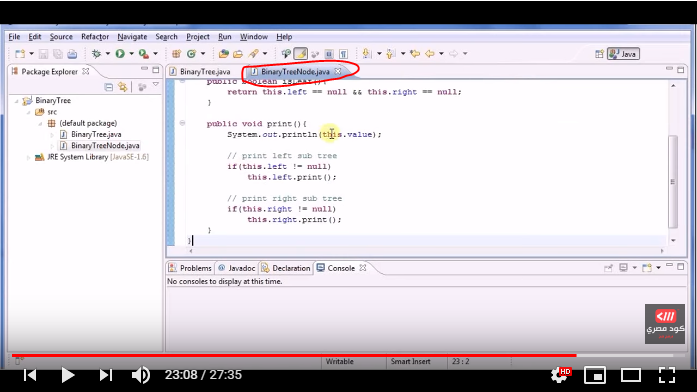 File Edit Source Refactor Navigate Search Project Run Window Help
Java
Package Explorer
BinaryTree
src
(default package)
BinaryTree.java
BinaryTreeNode.java
JRE System Library [JavaSE-1.6]
BinaryTree.java BinaryTreeNode.java
public boolean isLeaf(){
return this.left == null && this.right == null;
}
public void print(){
System.out.println(this.value);
// print left sub tree
if(this.left != null)
this.left.print();
// print right sub tree
if(this.right != null)
this.right.print();
}
}
Problems @ Javadoc Declaration Console
No consoles to display at this time.
كود مصري
Writable Smart Insert 23 : 2
23:08 / 27:35
HD